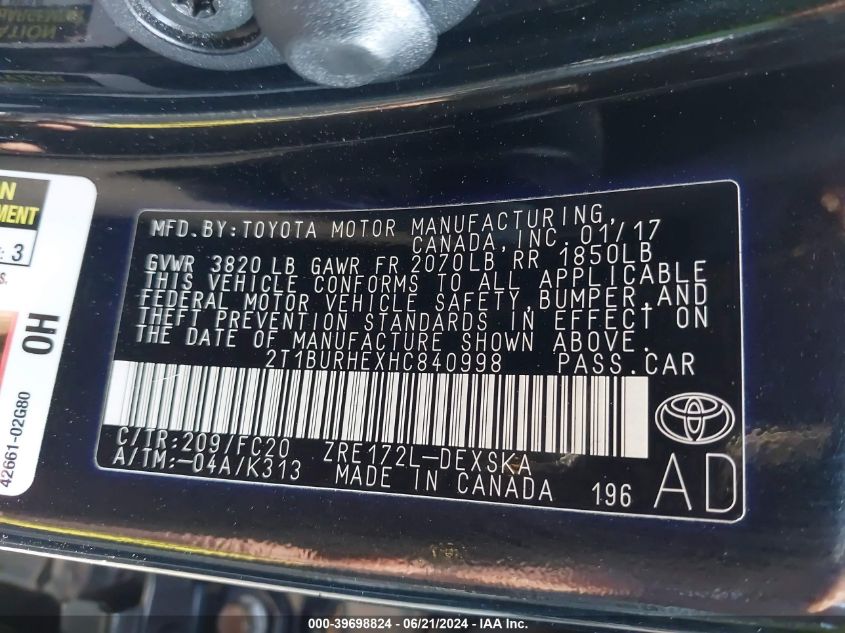 MFD. BY: TOYOTA MOTOR MANUFACTURING,
CANADA, INC. 01/17
GVWR 3820 LB GAWR FR 2070LB RR 1850LB
THIS VEHICLE CONFORMS TO ALL APPLICABLE
FEDERAL MOTOR VEHICLE SAFETY, BUMPER, AND
THEFT PREVENTION STANDARDS IN EFFECT ON
THE DATE OF MANUFACTURE SHOWN ABOVE.
2T1BURHEXHC840998 PASS. CAR
C/TR: 209/FC20 ZRE172L-DEXSKA
A/TM: -04A/K313 MADE IN CANADA 196 AD
3
OH
42661-02G80
000-39698824 - 06/21/2024 - IAA Inc.